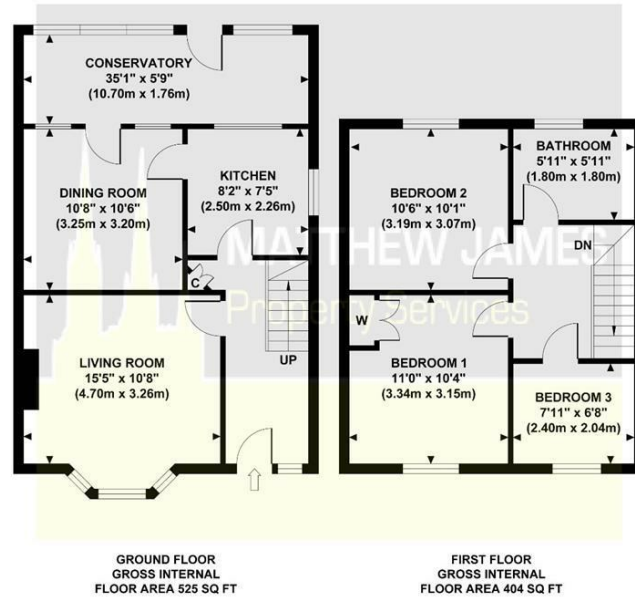 CONSERVATORY
35'1" x 5'9"
(10.70m x 1.76m)
DINING ROOM
10'8" x 10'6"
(3.25m x 3.20m)
KITCHEN
8'2" x 7'5"
(2.50m x 2.26m)
C
LIVING ROOM
15'5" x 10'8"
(4.70m x 3.26m)
UP
BEDROOM 2
10'6" x 10'1"
(3.19m x 3.07m)
BATHROOM
5'11" x 5'11"
(1.80m x 1.80m)
DN
W
BEDROOM 1
11'0" x 10'4"
(3.34m x 3.15m)
BEDROOM 3
7'11" x 6'8"
(2.40m x 2.04m)
MATTHEW JAMES
Property Services
GROUND FLOOR
GROSS INTERNAL
FLOOR AREA 525 SQ FT
FIRST FLOOR
GROSS INTERNAL
FLOOR AREA 404 SQ FT